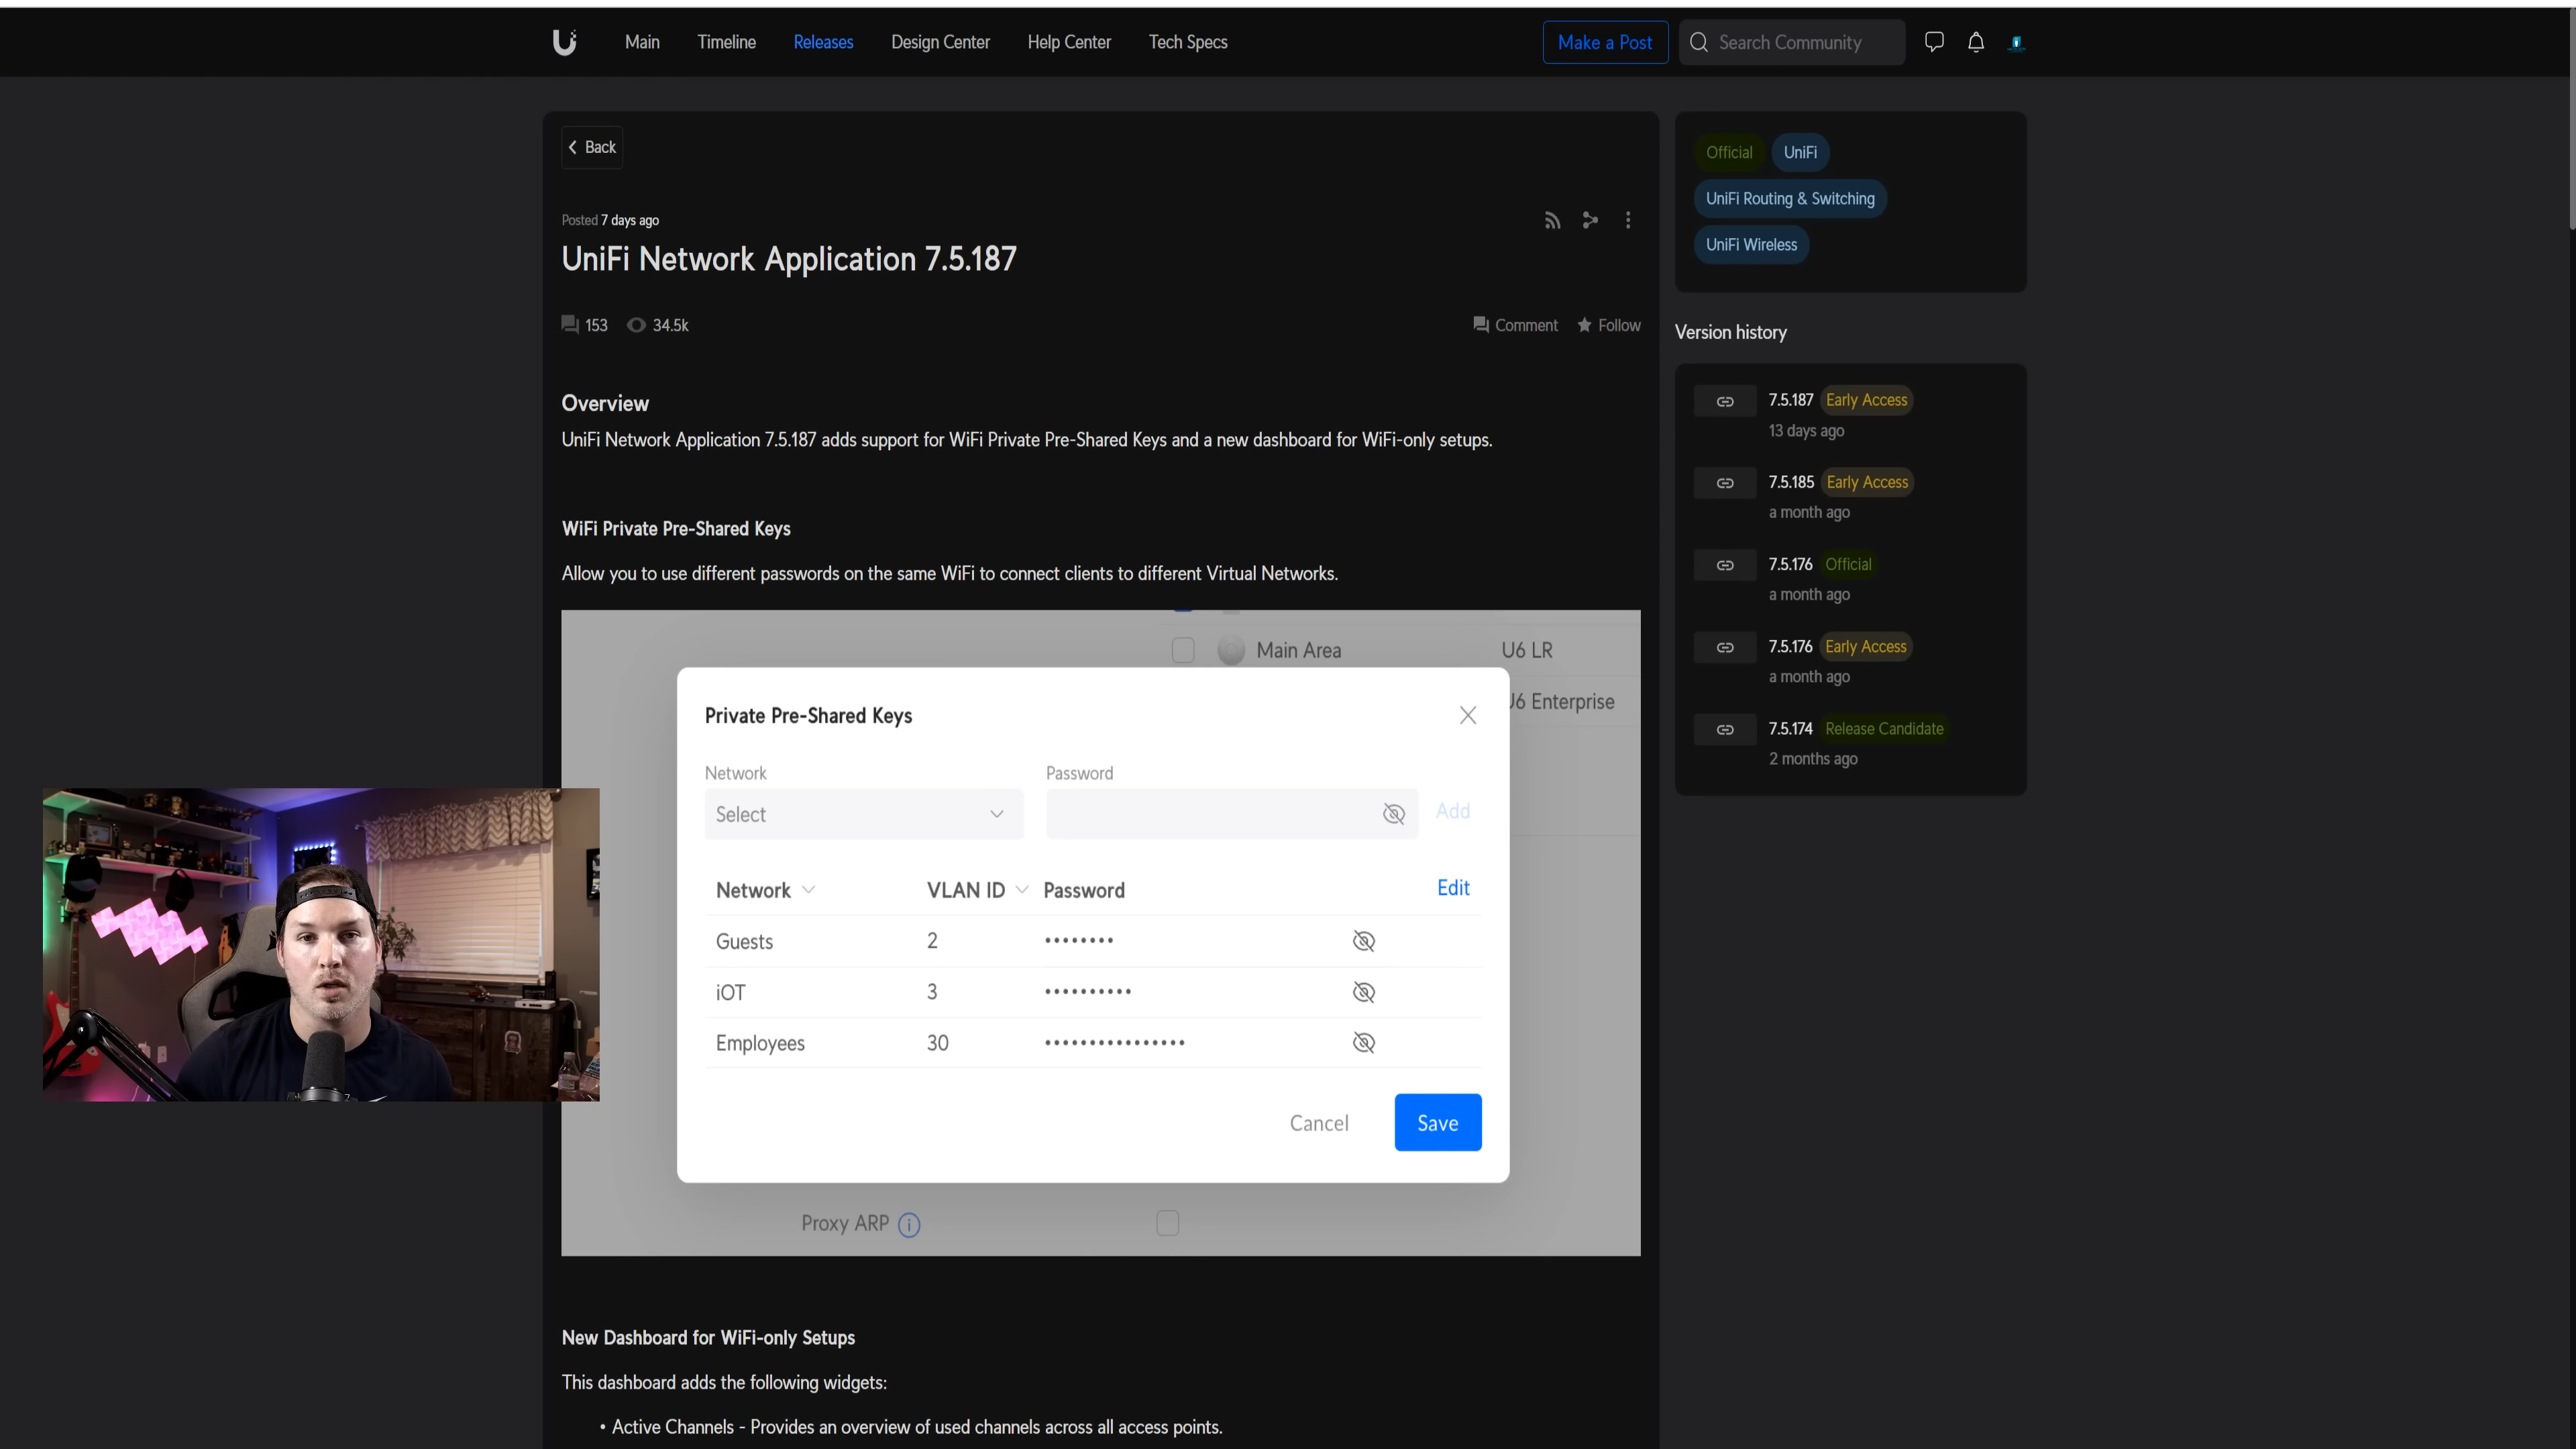 Main Timeline Releases Design Center Help Center Tech Specs Make a Post Search Community
Back
Posted 7 days ago
UniFi Network Application 7.5.187
153 34.5k Comment Follow
Overview
UniFi Network Application 7.5.187 adds support for WiFi Private Pre-Shared Keys and a new dashboard for WiFi-only setups.
WiFi Private Pre-Shared Keys
Allow you to use different passwords on the same WiFi to connect clients to different Virtual Networks.
Main Area U6 LR
U6 Enterprise
Private Pre-Shared Keys
Network Password
Select Add
Network VLAN ID Password Edit
Guests 2 ••••••••
iOT 3 ••••••••••
Employees 30 ••••••••••••••••
Cancel Save
Proxy ARP
New Dashboard for WiFi-only Setups
This dashboard adds the following widgets:
• Active Channels - Provides an overview of used channels across all access points.
Official UniFi
UniFi Routing & Switching
UniFi Wireless
Version history
7.5.187 Early Access
13 days ago
7.5.185 Early Access
a month ago
7.5.176 Official
a month ago
7.5.176 Early Access
a month ago
7.5.174 Release Candidate
2 months ago